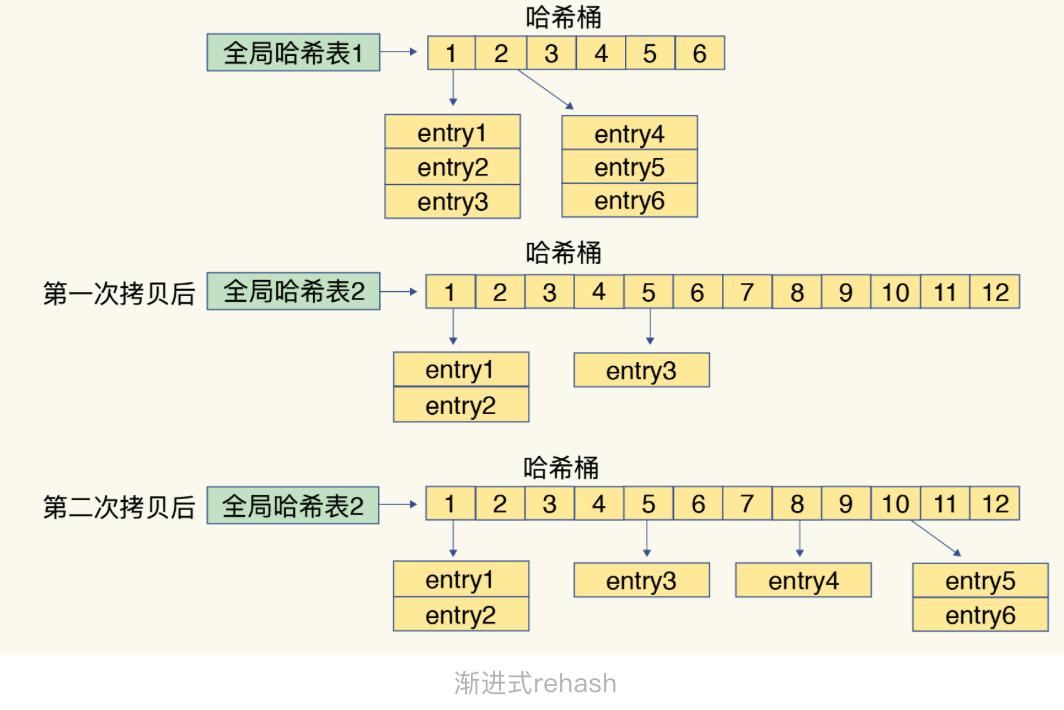 哈希桶
全局哈希表1
1 2 3 4 5 6
entry1
entry2
entry3
entry4
entry5
entry6
哈希桶
第一次拷贝后
全局哈希表2
1 2 3 4 5 6 7 8 9 10 11 12
entry1
entry2
entry3
哈希桶
第二次拷贝后
全局哈希表2
1 2 3 4 5 6 7 8 9 10 11 12
entry1
entry2
entry3
entry4
entry5
entry6
渐进式rehash